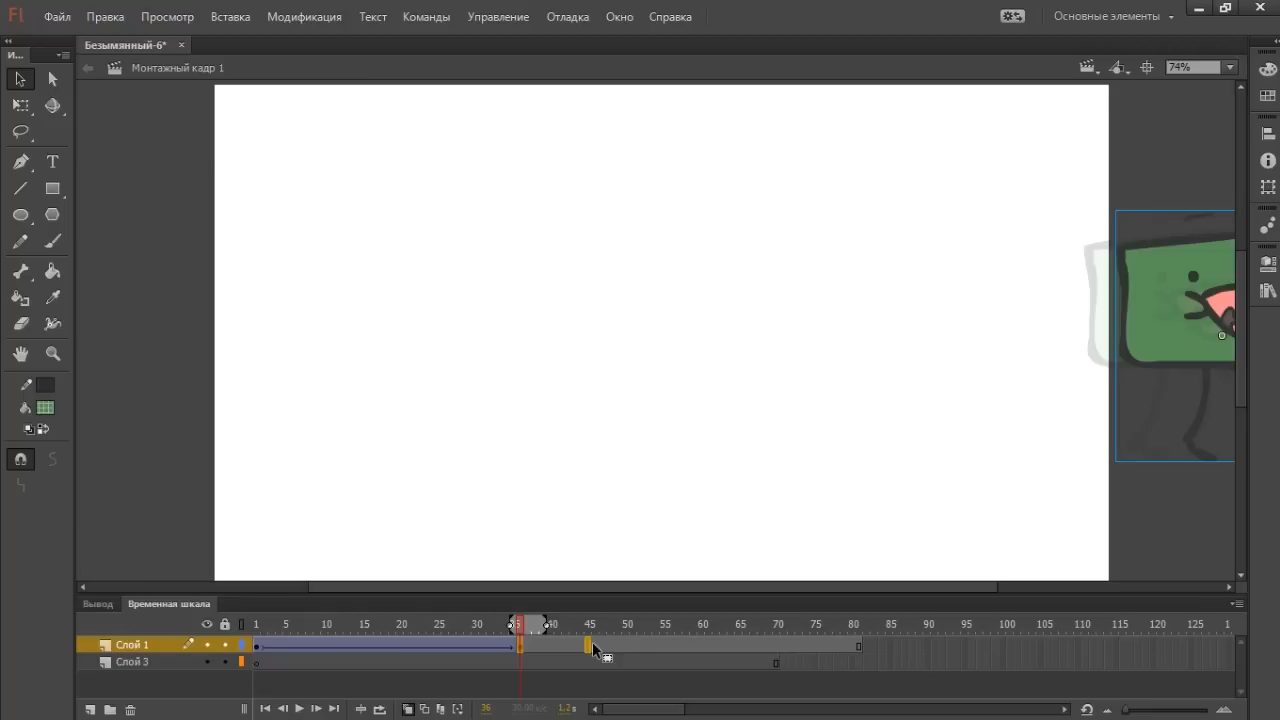 Fl Файл Правка Просмотр Вставка Модификация Текст Команды Управление Отладка Окно Справка Основные элементы
И... Безымянный-6*
Монтажный кадр 1 74%
Вывод Временная шкала
1 5 10 15 20 25 30 40 45 50 55 60 65 70 75 80 85 90 95 100 105 110 115 120 125 1
Слой 1
Слой 3
36 30.00 к/с 1,2s